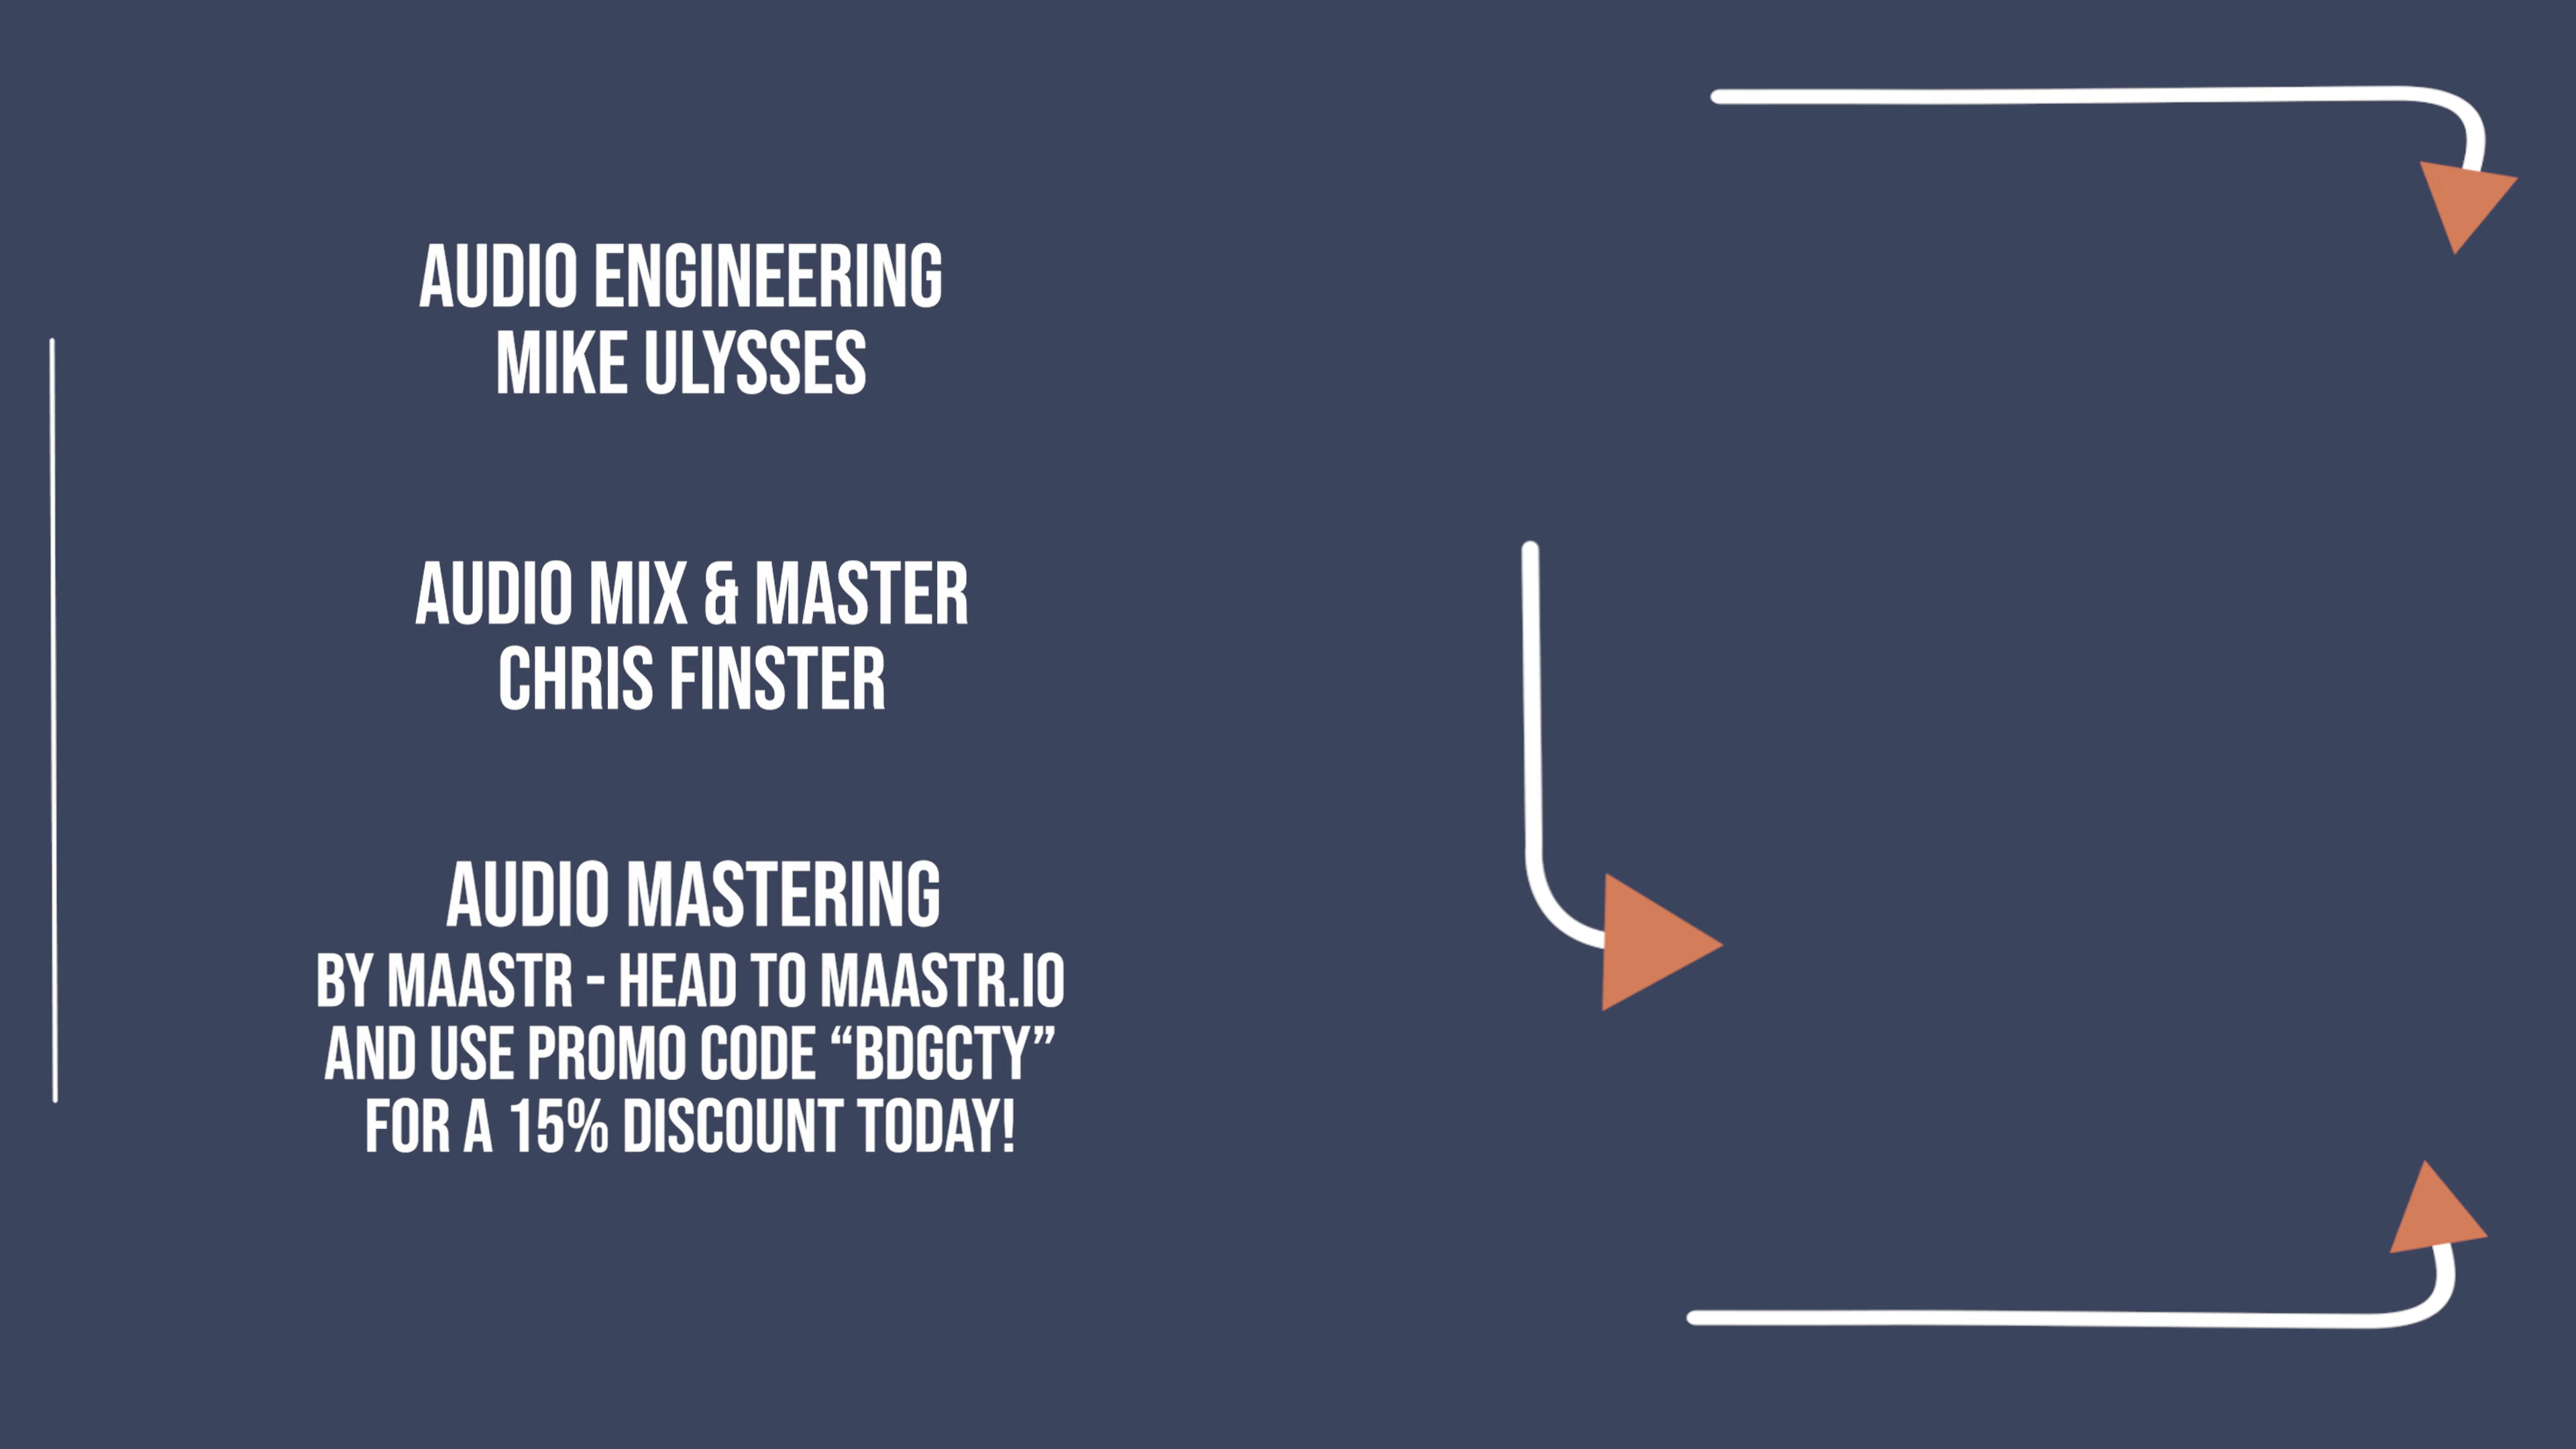 AUDIO ENGINEERING
MIKE ULYSSES
AUDIO MIX & MASTER
CHRIS FINSTER
AUDIO MASTERING
BY MAASTR - HEAD TO MAASTR.IO
AND USE PROMO CODE “BDGCTY”
FOR A 15% DISCOUNT TODAY!